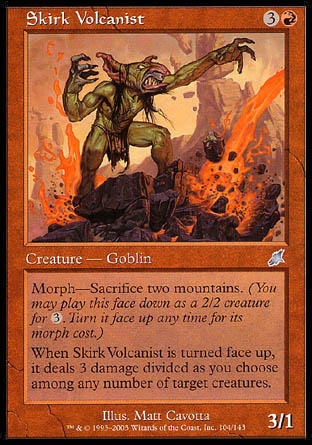 Skirk Volcanist 3
Creature — Goblin
Morph—Sacrifice two mountains. (You
may play this face down as a 2/2 creature
for 3. Turn it face up any time for its
morph cost.)
When Skirk Volcanist is turned face up,
it deals 3 damage divided as you choose
among any number of target creatures.
Illus. Matt Cavotta
™ & © 1993-2003 Wizards of the Coast, Inc. 104/143
3/1